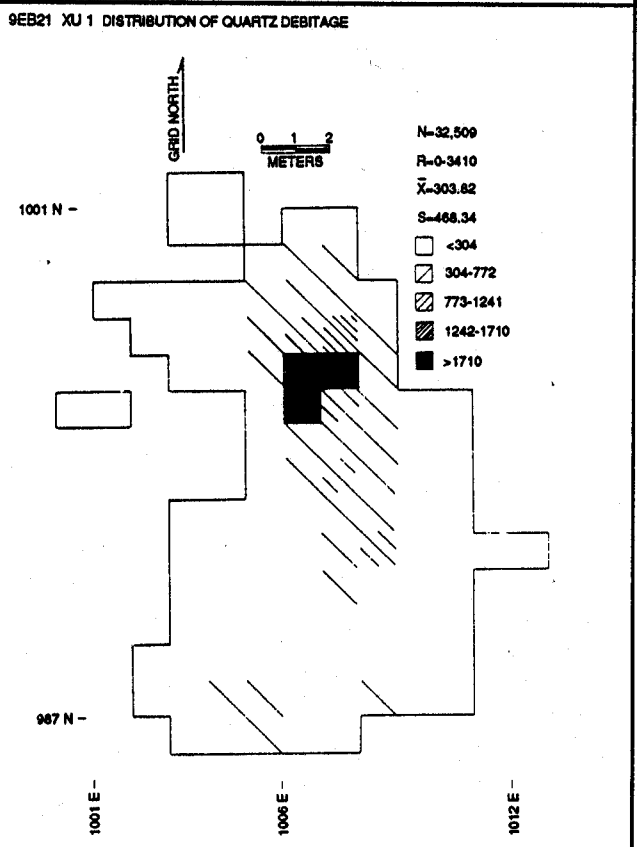 9EB21 XU 1 DISTRIBUTION OF QUARTZ DEBITAGE
GRID NORTH
0 1 2
METERS
N=32,509
R=0-3410
X̄=303.82
S=468.34
<304
304-772
773-1241
1242-1710
>1710
1001 N -
987 N -
1001 E -
1006 E -
1012 E -